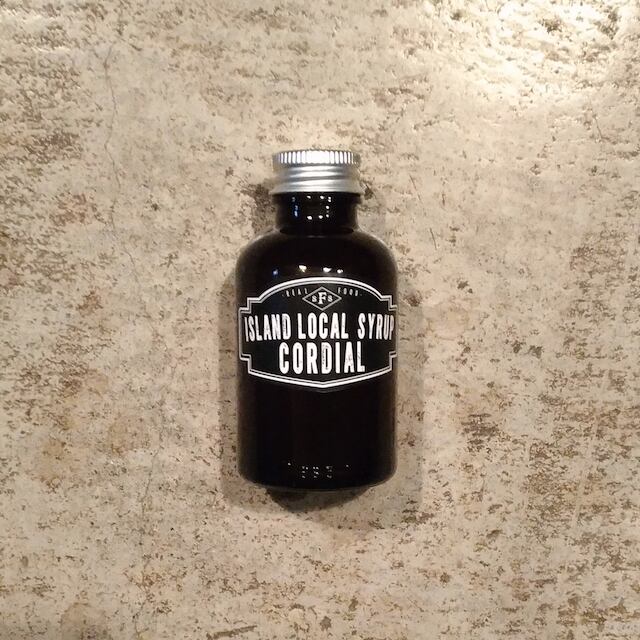 REAL FOOD
sFs
ISLAND LOCAL SYRUP
CORDIAL